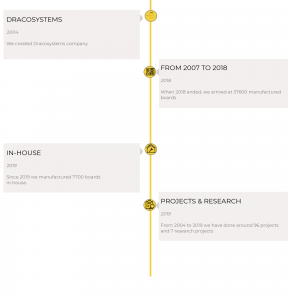 DRACOSYSTEMS
2004
We created Dracosystems company
FROM 2007 TO 2018
2018
When 2018 ended, we arrived at 37600 manufactured
boards
IN-HOUSE
2019
Since 2019 we manufactured 7700 boards
in house.
PROJECTS & RESEARCH
2019
From 2004 to 2019 we have done around 96 projects
and 7 research projects